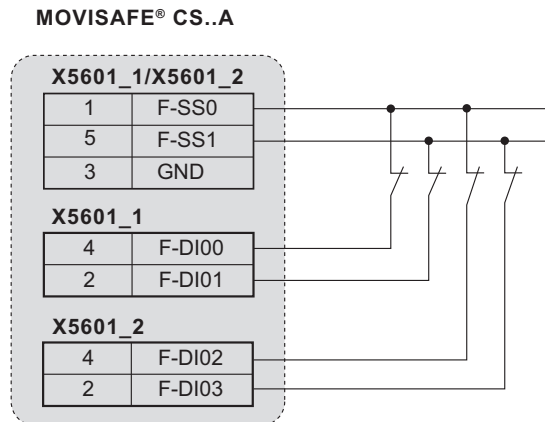 MOVISAFE® CS..A
X5601_1/X5601_2
1 F-SS0
5 F-SS1
3 GND
X5601_1
4 F-DI00
2 F-DI01
X5601_2
4 F-DI02
2 F-DI03